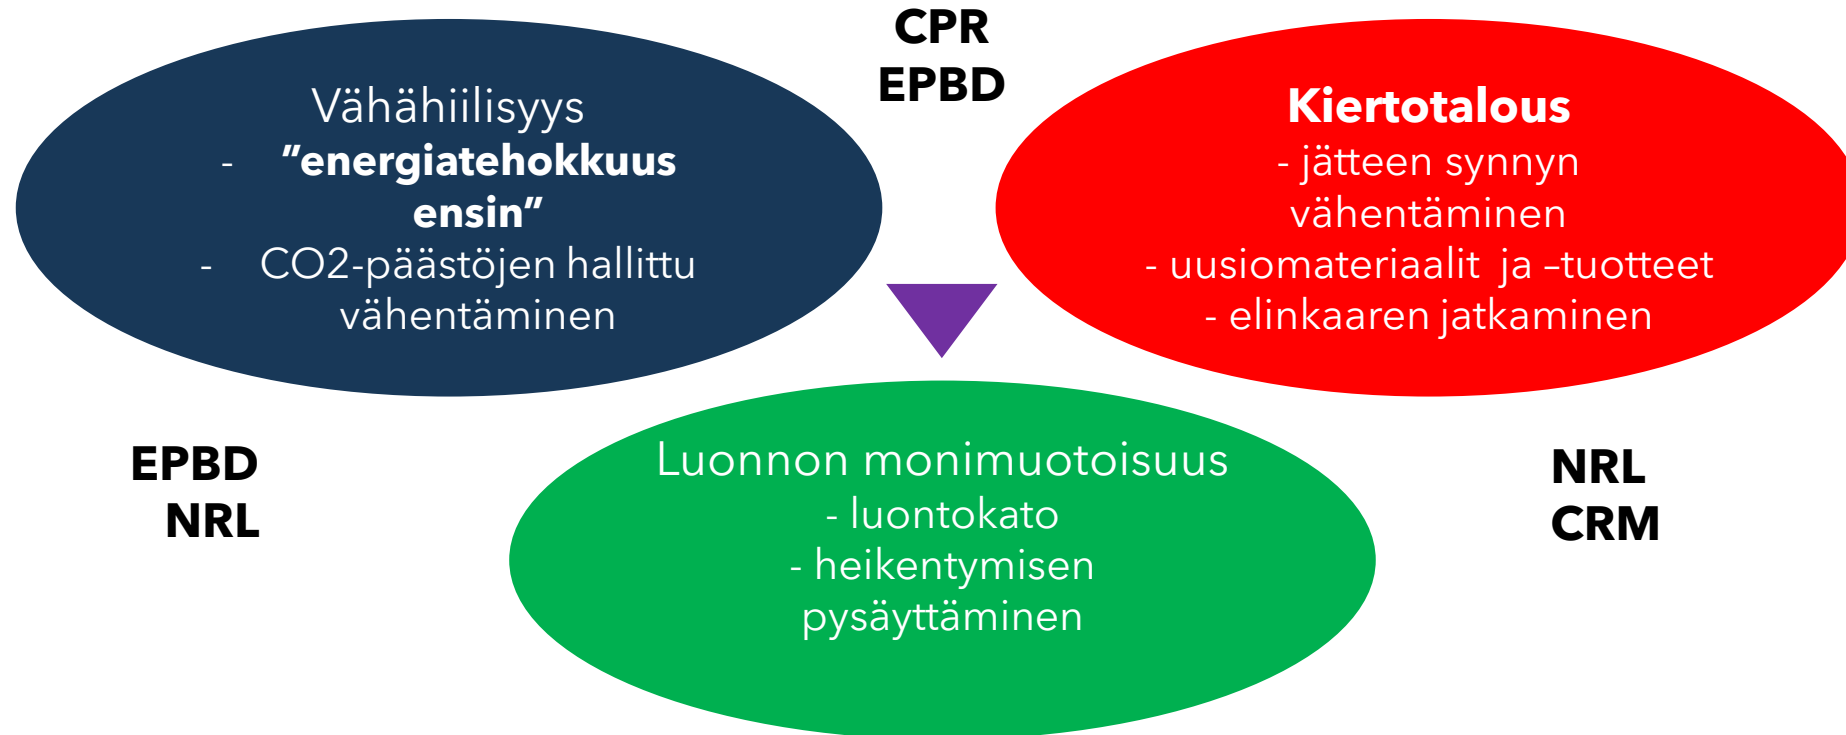 CPR
EPBD
Vähähiilisyys
- ”energiatehokkuus
ensin”
- CO2-päästöjen hallittu
vähentäminen
Kiertotalous
- jätteen synnyn
vähentäminen
- uusiomateriaalit ja –tuotteet
- elinkaaren jatkaminen
EPBD
NRL
Luonnon monimuotoisuus
- luontokato
- heikentymisen
pysäyttäminen
NRL
CRM